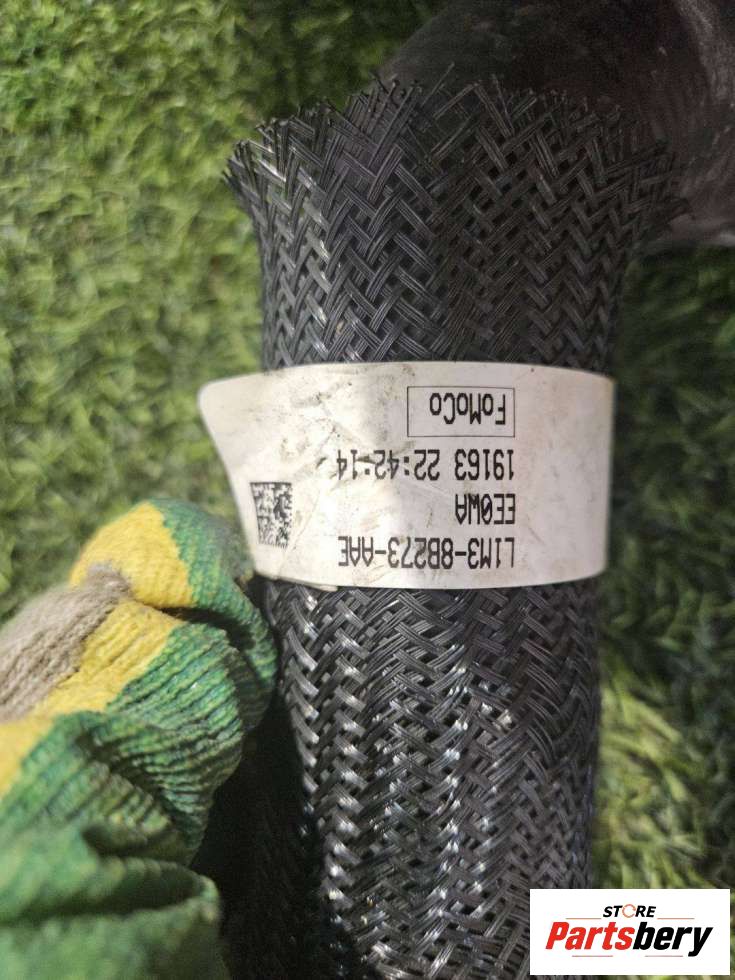 L1M3-8B273-AAE
EE0WA
19163 22:42:14
FoMoCo
STORE
Partsbery